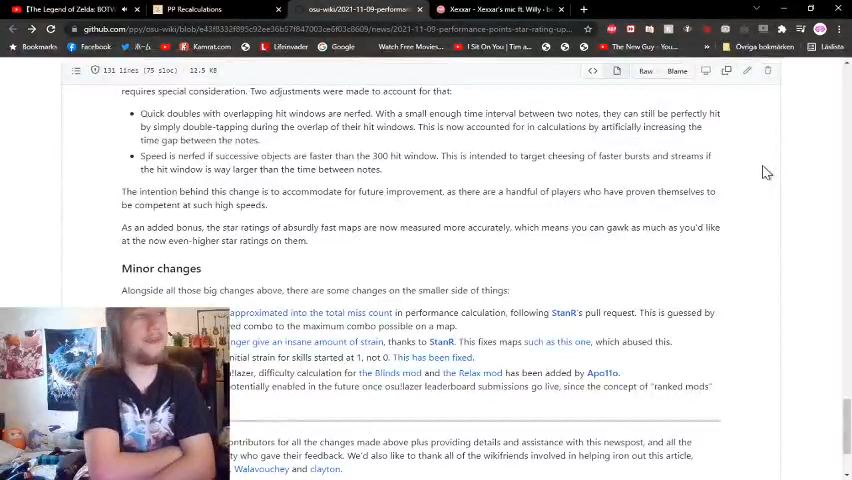 [The Legend of Zelda: BOTW
PP Recalculations
osu-wiki/2021-11-09-performan
Xexxar - Xexxar's mic ft. Willy
github.com/ppy/osu-wiki/blob/e43f8332f8395c6d5e9169dd47003ce6f03c8609/news/2021-11-09-performance-points-star-rating-up...
Bookmarks Facebook Animelist Kamrat.com Lifeinvader Google Watch Free Movies... I Sit On You | Tim a... The New Guy - You... » Övriga bokmärken Läslista
131 lines (75 sloc) 12.5 KB Raw Blame
requires special consideration. Two adjustments were made to account for that:
• Quick doubles with overlapping hit windows are nerfed. With a small enough time interval between two notes, they can still be perfectly hit
by simply double-tapping during the overlap of their hit windows. This is now accounted for in calculations by artificially increasing the
time gap between the notes.
• Speed is nerfed if successive objects are faster than the 300 hit window. This is intended to target cheesing of faster bursts and streams if
the hit window is way larger than the time between notes.
The intention behind this change is to accommodate for future improvement, as there are a handful of players who have proven themselves to
be competent at such high speeds.
As an added bonus, the star ratings of absurdly fast maps are now measured more accurately, which means you can gawk as much as you'd like
at the now even-higher star ratings on them.
Minor changes
Alongside all those big changes above, there are some changes on the smaller side of things:
approximated into the total miss count in performance calculation, following StanR's pull request. This is guessed by
ved combo to the maximum combo possible on a map.
nger give an insane amount of strain, thanks to StanR. This fixes maps such as this one, which abused this.
initial strain for skills started at 1, not 0. This has been fixed.
!lazer, difficulty calculation for the Blinds mod and the Relax mod has been added by Apo11o.
potentially enabled in the future once osu!lazer leaderboard submissions go live, since the concept of "ranked mods"
ontributors for all the changes made above plus providing details and assistance with this newspost, and all the
ty who gave their feedback. We'd also like to thank all of the wikifriends involved in helping iron out this article,
Walavouchey and clayton.